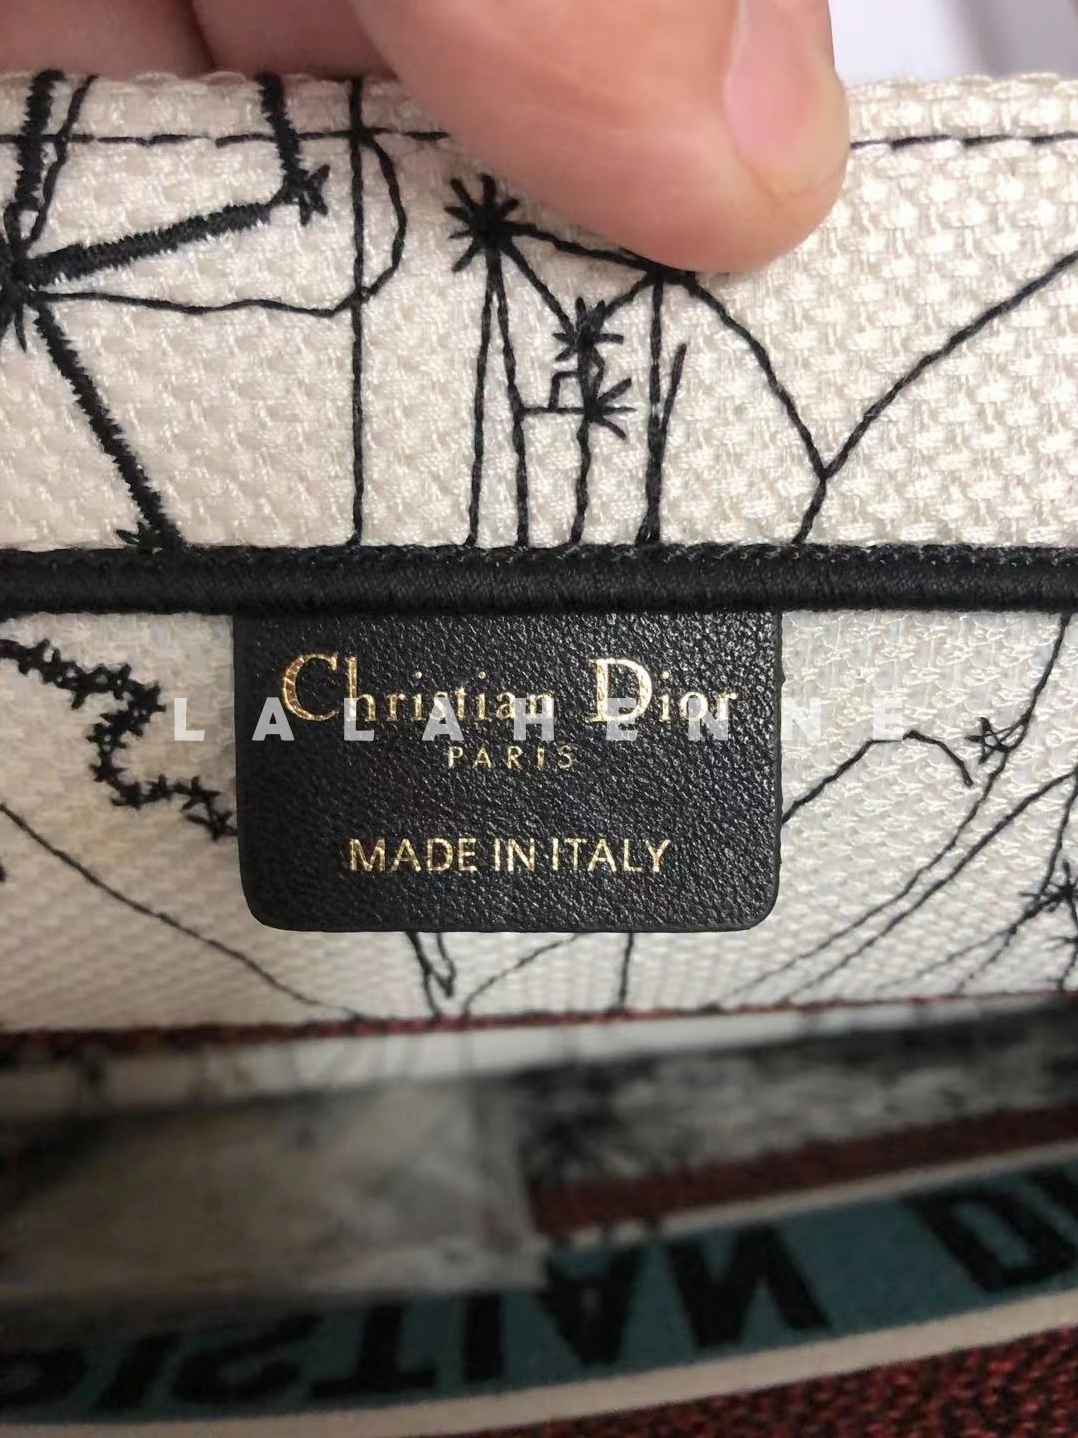 Christian Dior
LALAHENNE
PARIS
MADE IN ITALY